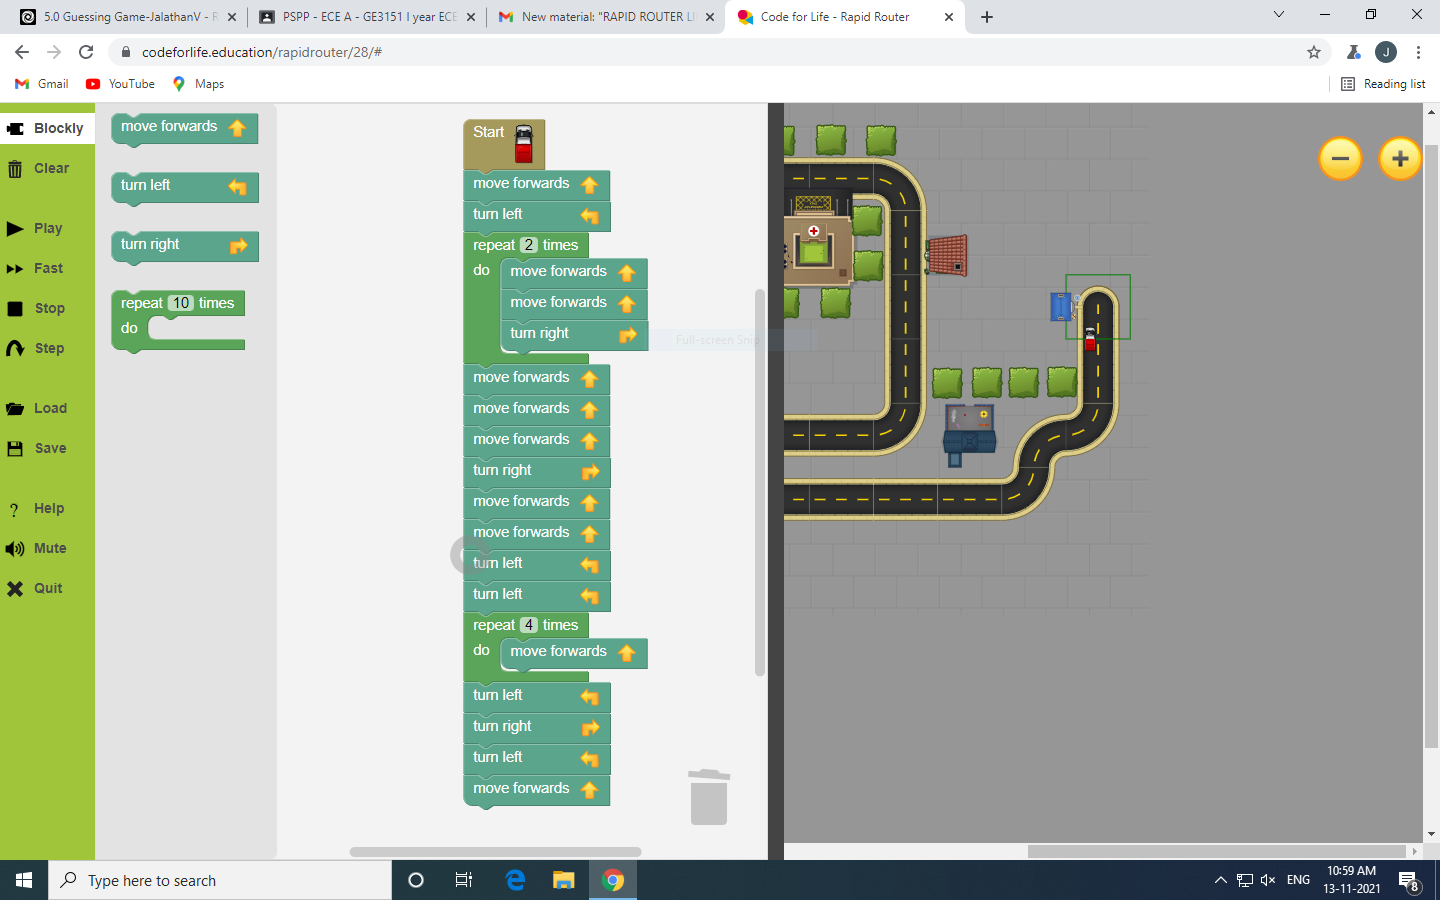 5.0 Guessing Game-JalathanV - R
PSPP - ECE A - GE3151 I year ECE
New material: "RAPID ROUTER LI
Code for Life - Rapid Router
codeforlife.education/rapidrouter/28/#
J
Gmail
YouTube
Maps
Reading list
Blockly
Clear
Play
Fast
Stop
Step
Load
Save
Help
Mute
Quit
move forwards
turn left
turn right
repeat 10 times
do
Start
move forwards
turn left
repeat 2 times
do
move forwards
move forwards
turn right
Full-screen Snip
move forwards
move forwards
move forwards
turn right
move forwards
move forwards
turn left
turn left
repeat 4 times
do
move forwards
turn left
turn right
turn left
move forwards
Type here to search
ENG
10:59 AM
13-11-2021
8